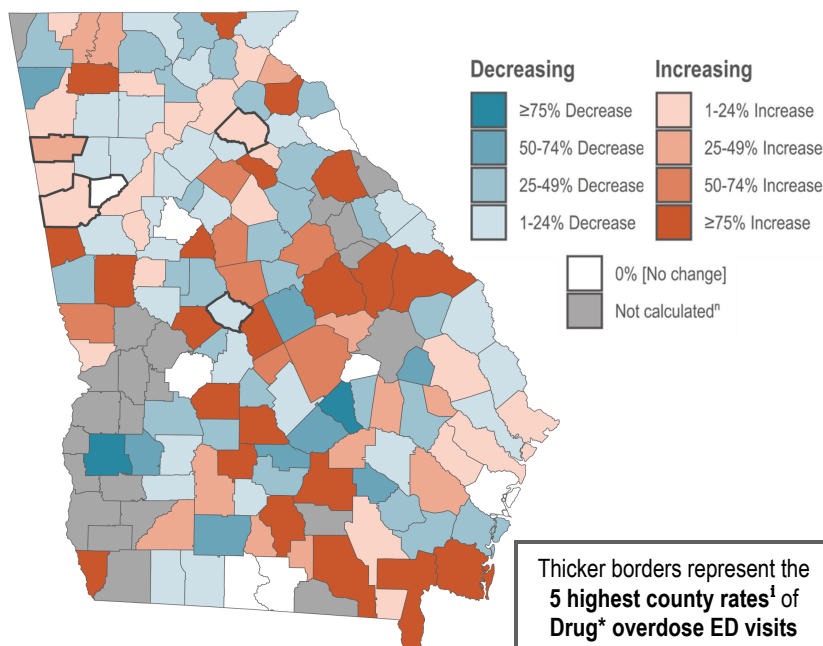 Decreasing
≥75% Decrease
50-74% Decrease
25-49% Decrease
1-24% Decrease
Increasing
1-24% Increase
25-49% Increase
50-74% Increase
≥75% Increase
0% [No change]
Not calculatedⁿ
Thicker borders represent the
5 highest county rates¹ of
Drug* overdose ED visits